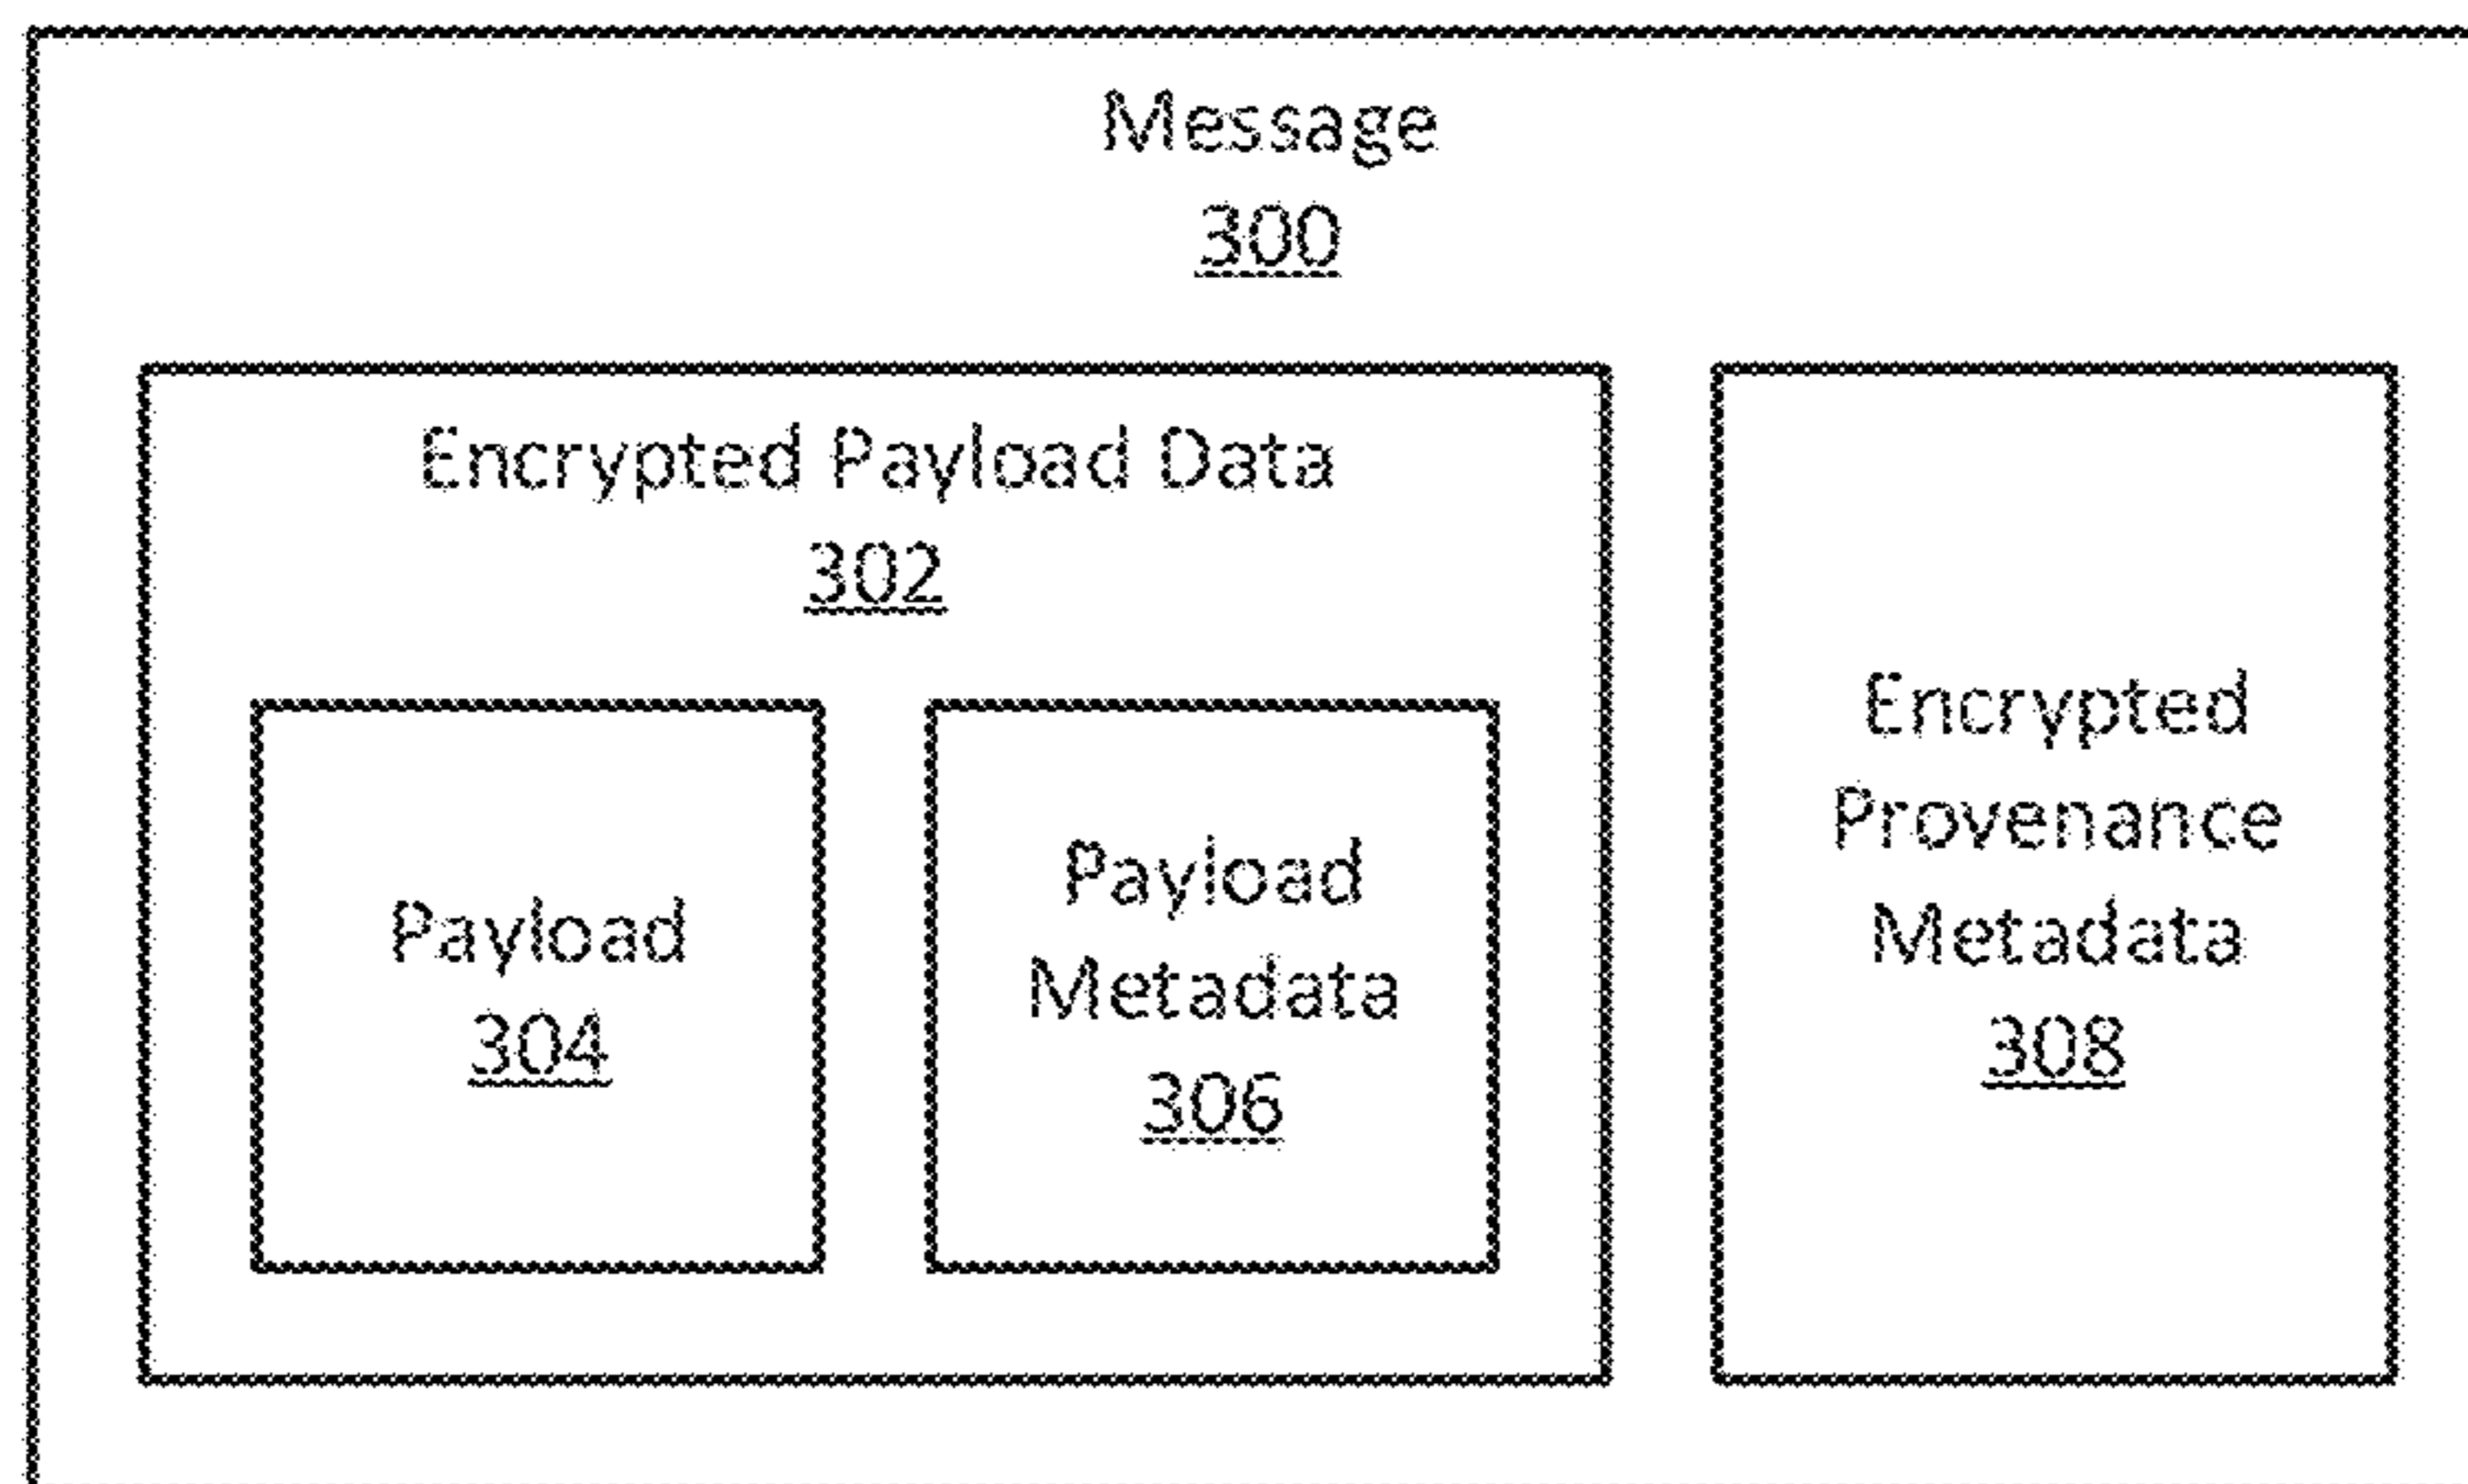 Message
300
Encrypted Payload Data
302
Payload
304
Payload
Metadata
306
Encrypted
Provenance
Metadata
308